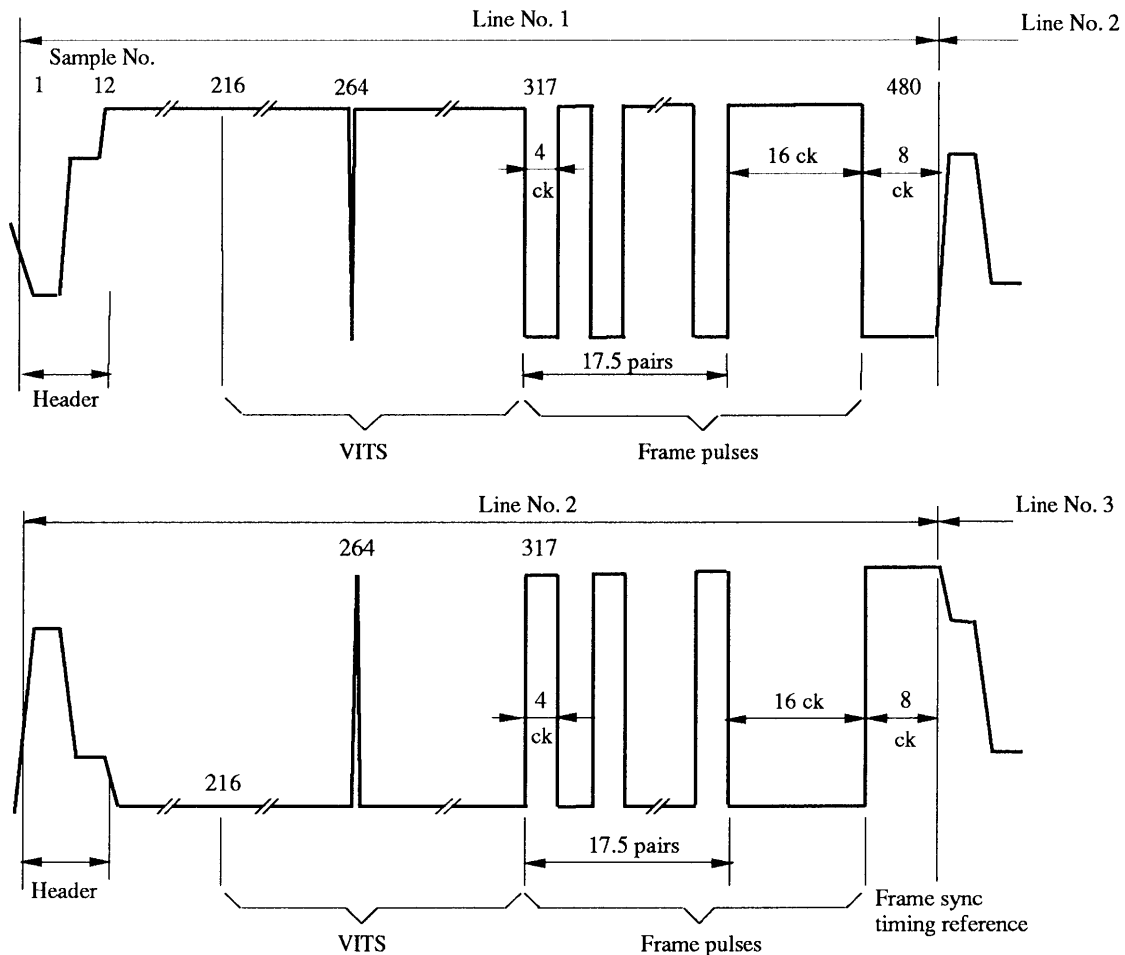 Line No. 1
Line No. 2
Sample No.
1
12
216
264
317
480
4
ck
16 ck
8
ck
17.5 pairs
Header
VITS
Frame pulses
Line No. 2
Line No. 3
264
317
4
ck
16 ck
8
ck
216
17.5 pairs
Header
VITS
Frame pulses
Frame sync
timing reference